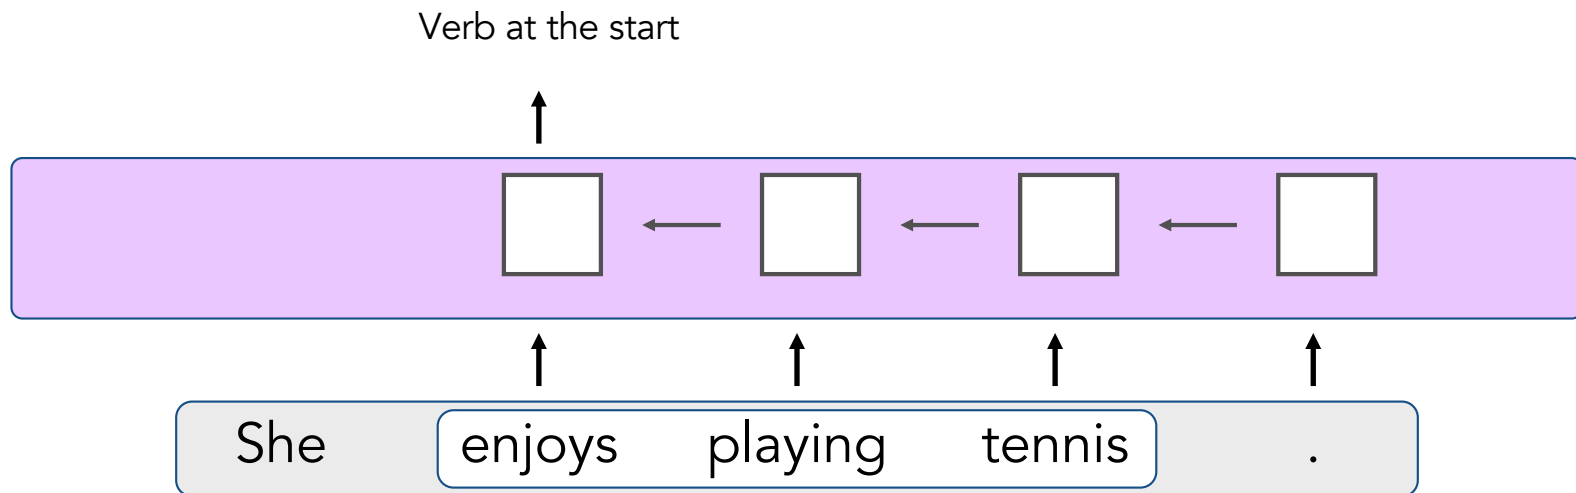 Verb at the start
She enjoys playing tennis .